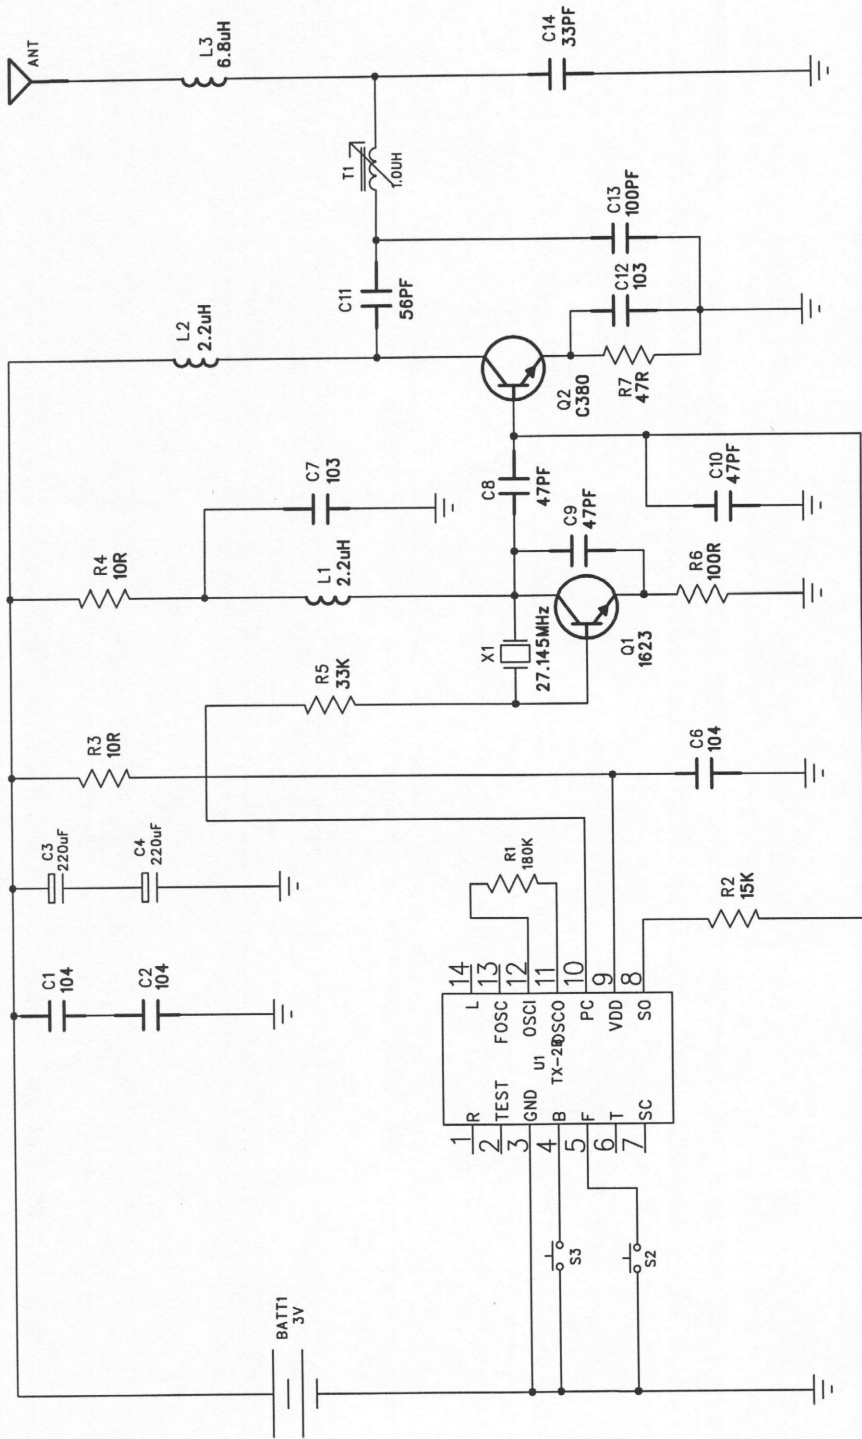 BATT1
3V
C1
104
C2
104
C3
220uF
C4
220uF
R3
10R
R4
10R
L2
2.2uH
ANT
L3
6.8uH
C7
103
L1
2.2uH
R5
33K
X1
27.145MHz
Q1
1623
C9
47PF
C8
47PF
R6
100R
C10
47PF
Q2
C380
C11
56PF
T1
1.0UH
R7
47R
C12
103
C13
100PF
C14
33PF
C6
104
R1
180K
R2
15K
U1
TX-2B
1 R
2 TEST
3 GND
4 B
5 F
6 T
7 SC
14 L
13 FOSC
12 OSCI
11 OSCO
10 PC
9 VDD
8 SO
S3
S2